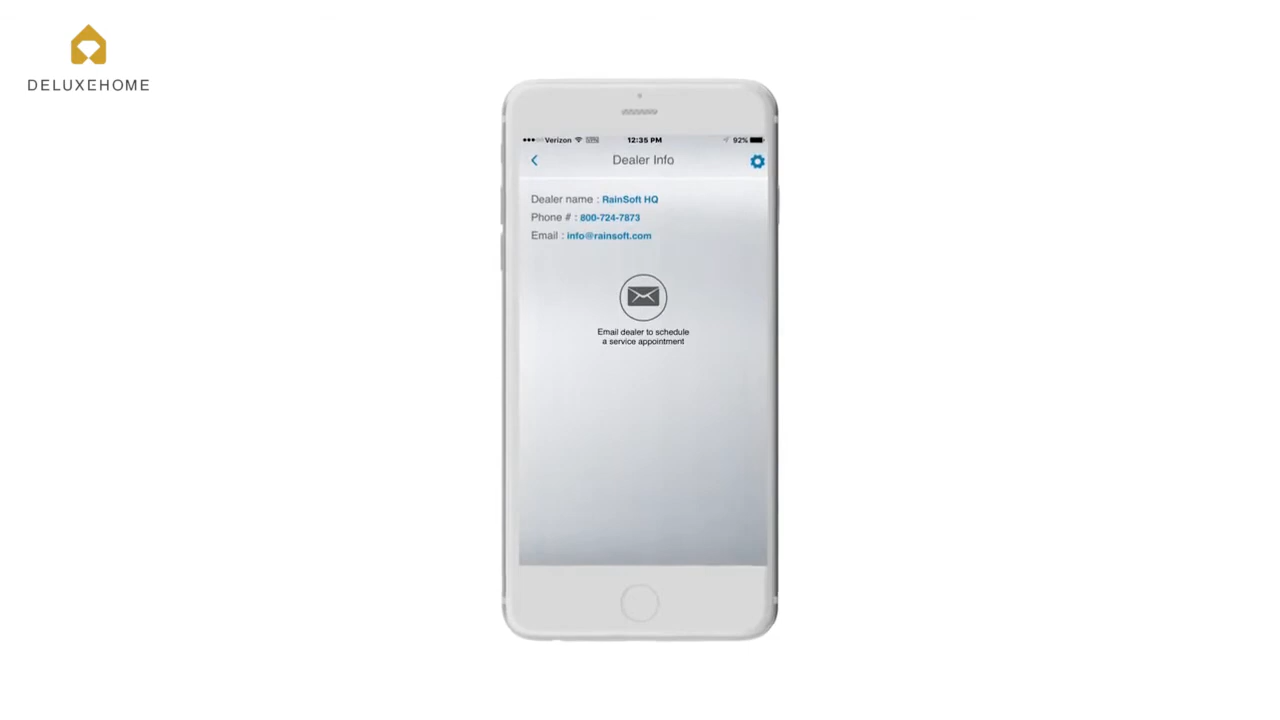 DELUXEHOME
Verizon
12:35 PM
92%
Dealer Info
Dealer name : RainSoft HQ
Phone # : 800-724-7873
Email : info@rainsoft.com
Email dealer to schedule
a service appointment